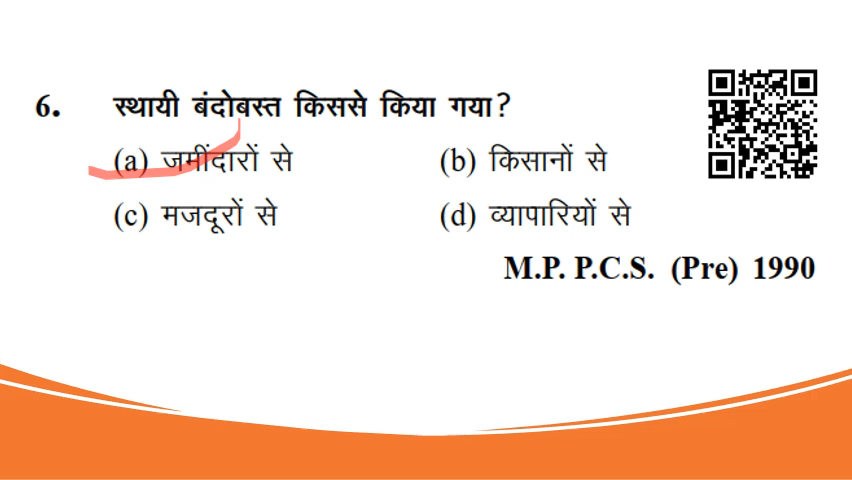 6. स्थायी बंदोबस्त किससे किया गया?
(a) जमींदारों से (b) किसानों से
(c) मजदूरों से (d) व्यापारियों से
M.P. P.C.S. (Pre) 1990